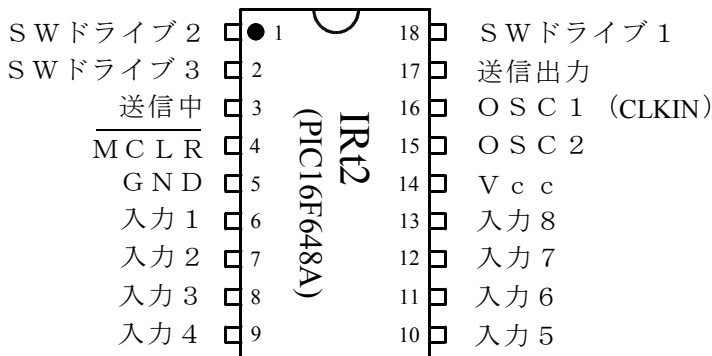 ＳＷドライブ２ 1 18 ＳＷドライブ１
ＳＷドライブ３ 2 17 送信出力
送信中 3 16 ＯＳＣ１ (CLKIN)
ＭＣＬＲ 4 15 ＯＳＣ２
ＧＮＤ 5 14 Ｖｃｃ
入力１ 6 13 入力８
入力２ 7 12 入力７
入力３ 8 11 入力６
入力４ 9 10 入力５
IRt2
(PIC16F648A)